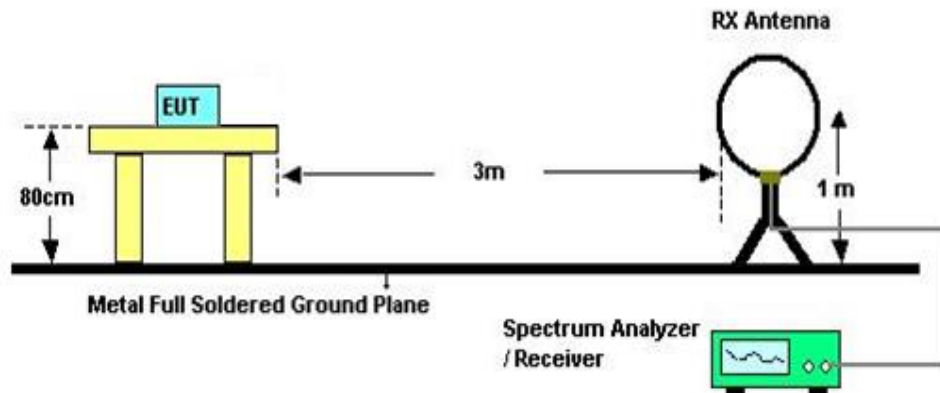 RX Antenna
EUT
80cm
3m
1 m
Metal Full Soldered Ground Plane
Spectrum Analyzer
/ Receiver